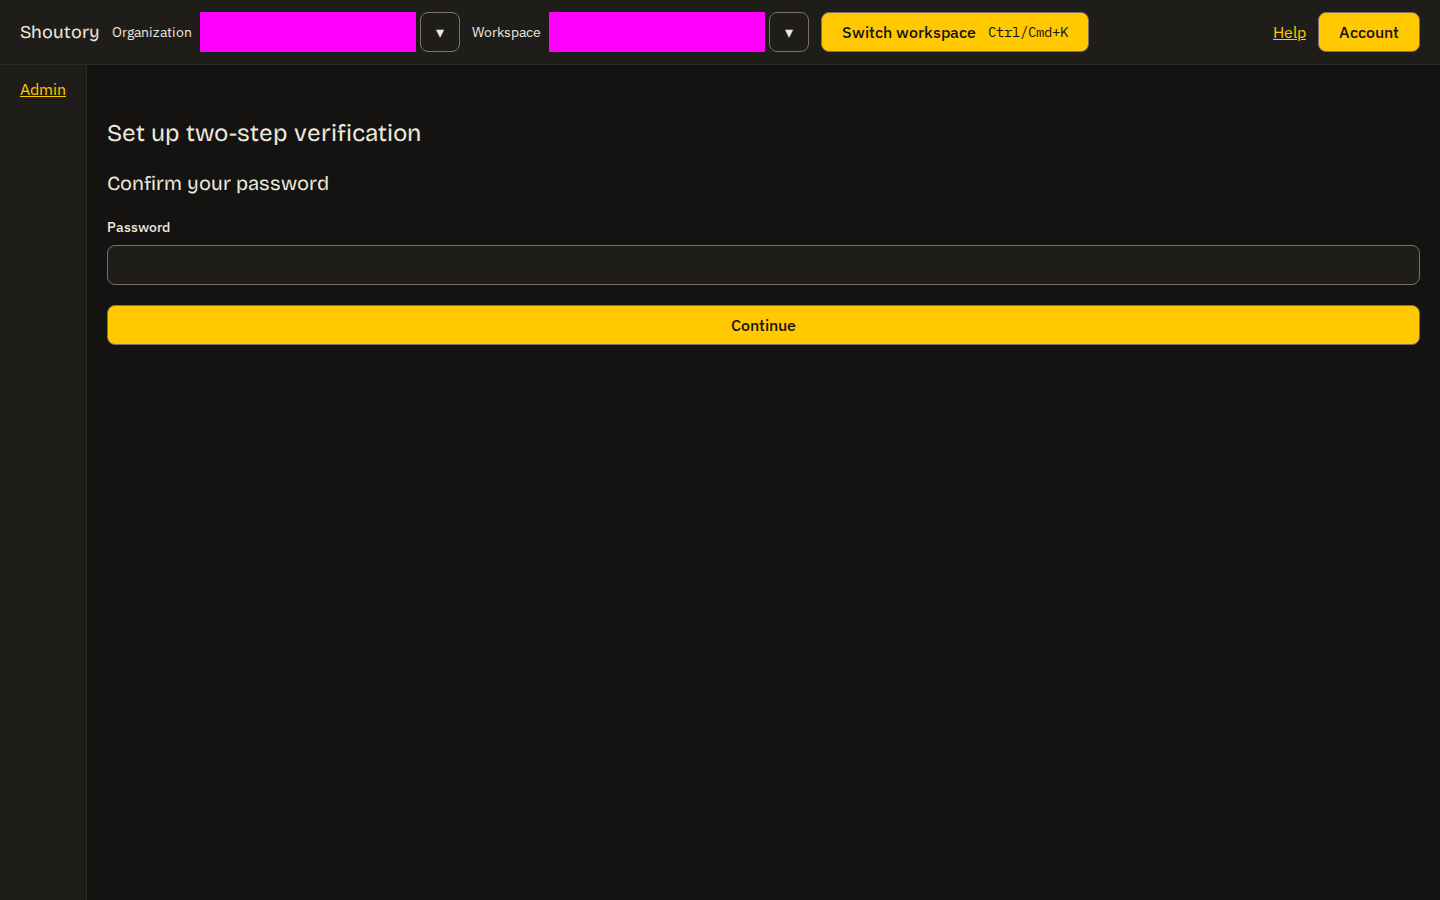 Shoutory Organization ▼ Workspace ▼ Switch workspace Ctrl/Cmd+K Help Account
Admin
Set up two-step verification
Confirm your password
Password
Continue